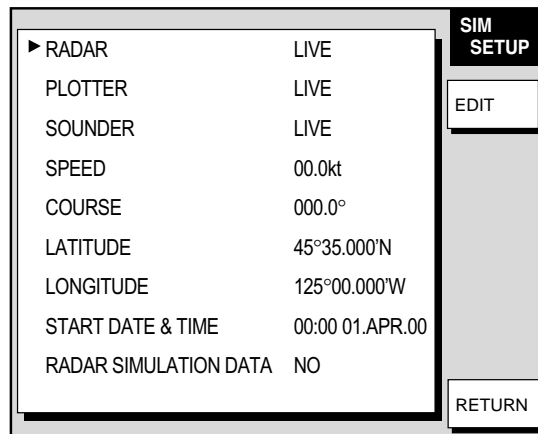 SIM
SETUP
▶ RADAR LIVE
PLOTTER LIVE
SOUNDER LIVE
SPEED 00.0kt
COURSE 000.0°
LATITUDE 45°35.000'N
LONGITUDE 125°00.000'W
START DATE & TIME 00:00 01.APR.00
RADAR SIMULATION DATA NO
EDIT
RETURN